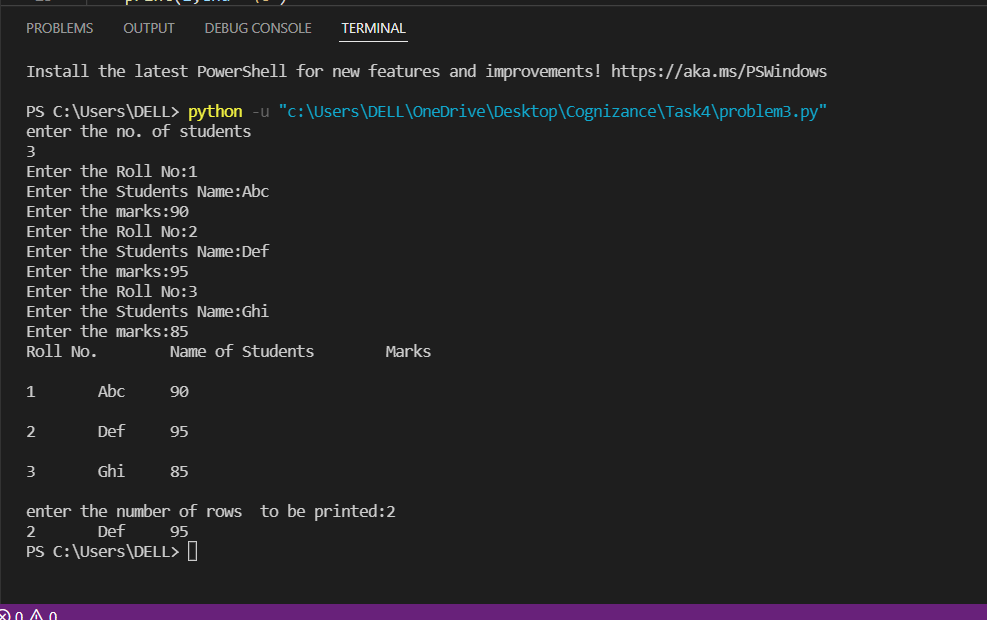 PROBLEMS OUTPUT DEBUG CONSOLE TERMINAL
Install the latest PowerShell for new features and improvements! https://aka.ms/PSWindows
PS C:\Users\DELL> python -u "c:\Users\DELL\OneDrive\Desktop\Cognizance\Task4\problem3.py"
enter the no. of students
3
Enter the Roll No:1
Enter the Students Name:Abc
Enter the marks:90
Enter the Roll No:2
Enter the Students Name:Def
Enter the marks:95
Enter the Roll No:3
Enter the Students Name:Ghi
Enter the marks:85
Roll No. Name of Students Marks
1 Abc 90
2 Def 95
3 Ghi 85
enter the number of rows  to be printed:2
2 Def 95
PS C:\Users\DELL>
0 0